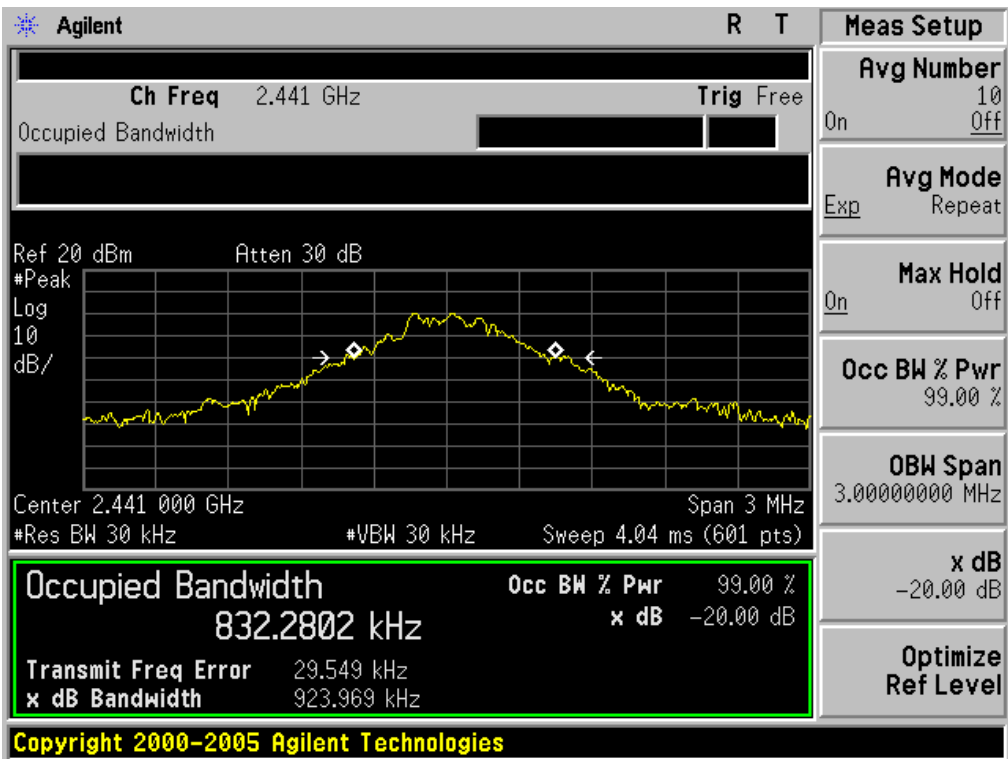 Agilent R T
Ch Freq 2.441 GHz Trig Free
Occupied Bandwidth
Ref 20 dBm Atten 30 dB
#Peak
Log
10
dB/
Center 2.441 000 GHz Span 3 MHz
#Res BW 30 kHz #VBW 30 kHz Sweep 4.04 ms (601 pts)
Occupied Bandwidth Occ BW % Pwr 99.00 %
832.2802 kHz x dB -20.00 dB
Transmit Freq Error 29.549 kHz
x dB Bandwidth 923.969 kHz
Copyright 2000-2005 Agilent Technologies
Meas Setup
Avg Number
10
On Off
Avg Mode
Exp Repeat
Max Hold
On Off
Occ BW % Pwr
99.00 %
OBW Span
3.00000000 MHz
x dB
-20.00 dB
Optimize
Ref Level